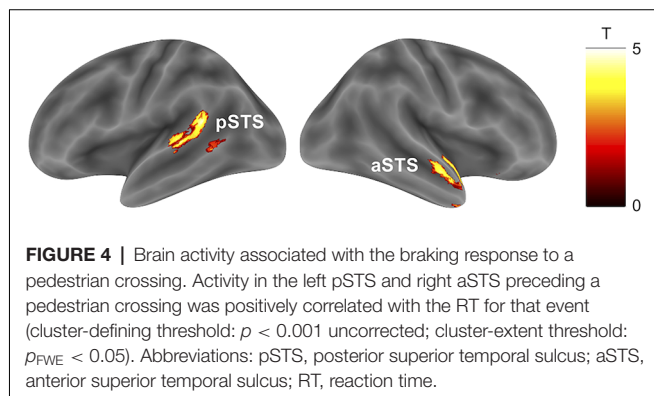 T
5
pSTS
aSTS
0
FIGURE 4 | Brain activity associated with the braking response to a
pedestrian crossing. Activity in the left pSTS and right aSTS preceding a
pedestrian crossing was positively correlated with the RT for that event
(cluster-defining threshold: p < 0.001 uncorrected; cluster-extent threshold:
pFWE < 0.05). Abbreviations: pSTS, posterior superior temporal sulcus; aSTS,
anterior superior temporal sulcus; RT, reaction time.